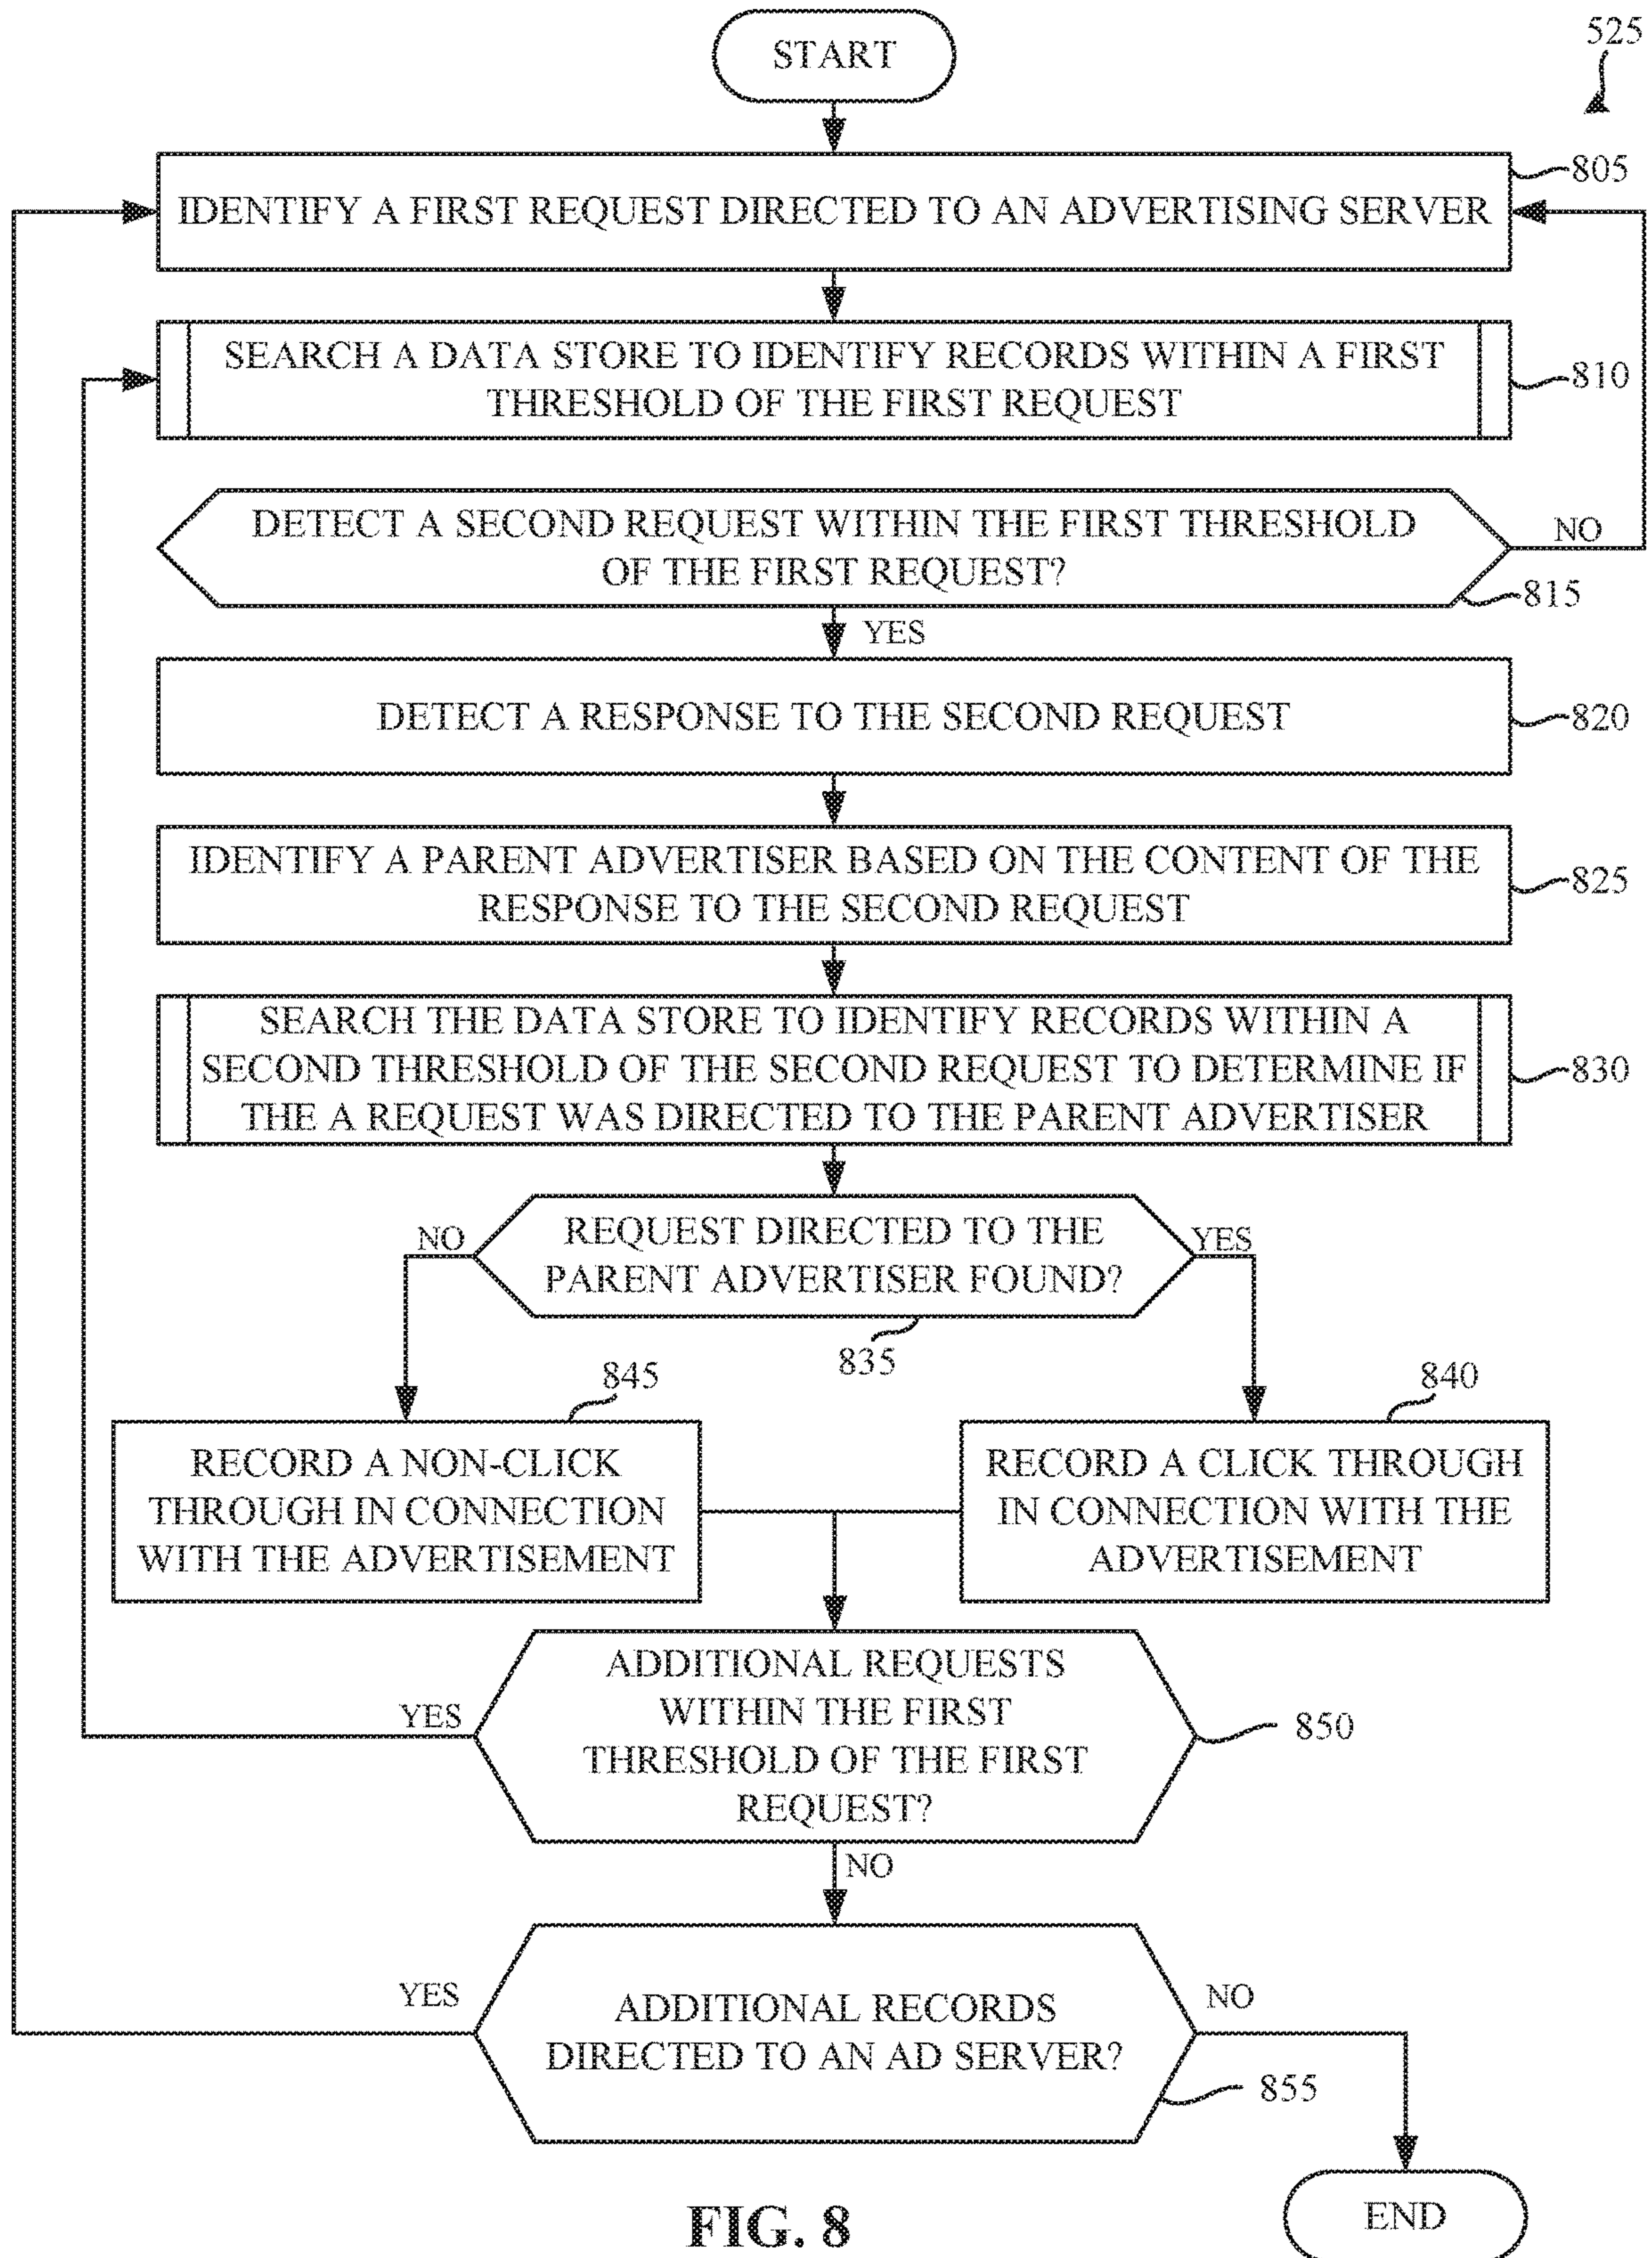 START
525
805
IDENTIFY A FIRST REQUEST DIRECTED TO AN ADVERTISING SERVER
SEARCH A DATA STORE TO IDENTIFY RECORDS WITHIN A FIRST
THRESHOLD OF THE FIRST REQUEST
810
DETECT A SECOND REQUEST WITHIN THE FIRST THRESHOLD
OF THE FIRST REQUEST?
NO
815
YES
DETECT A RESPONSE TO THE SECOND REQUEST
820
IDENTIFY A PARENT ADVERTISER BASED ON THE CONTENT OF THE
RESPONSE TO THE SECOND REQUEST
825
SEARCH THE DATA STORE TO IDENTIFY RECORDS WITHIN A
SECOND THRESHOLD OF THE SECOND REQUEST TO DETERMINE IF
THE A REQUEST WAS DIRECTED TO THE PARENT ADVERTISER
830
NO
REQUEST DIRECTED TO THE
PARENT ADVERTISER FOUND?
YES
835
845
840
RECORD A NON-CLICK
THROUGH IN CONNECTION
WITH THE ADVERTISEMENT
RECORD A CLICK THROUGH
IN CONNECTION WITH THE
ADVERTISEMENT
ADDITIONAL REQUESTS
WITHIN THE FIRST
THRESHOLD OF THE FIRST
REQUEST?
YES
850
NO
YES
ADDITIONAL RECORDS
DIRECTED TO AN AD SERVER?
NO
855
END
FIG. 8